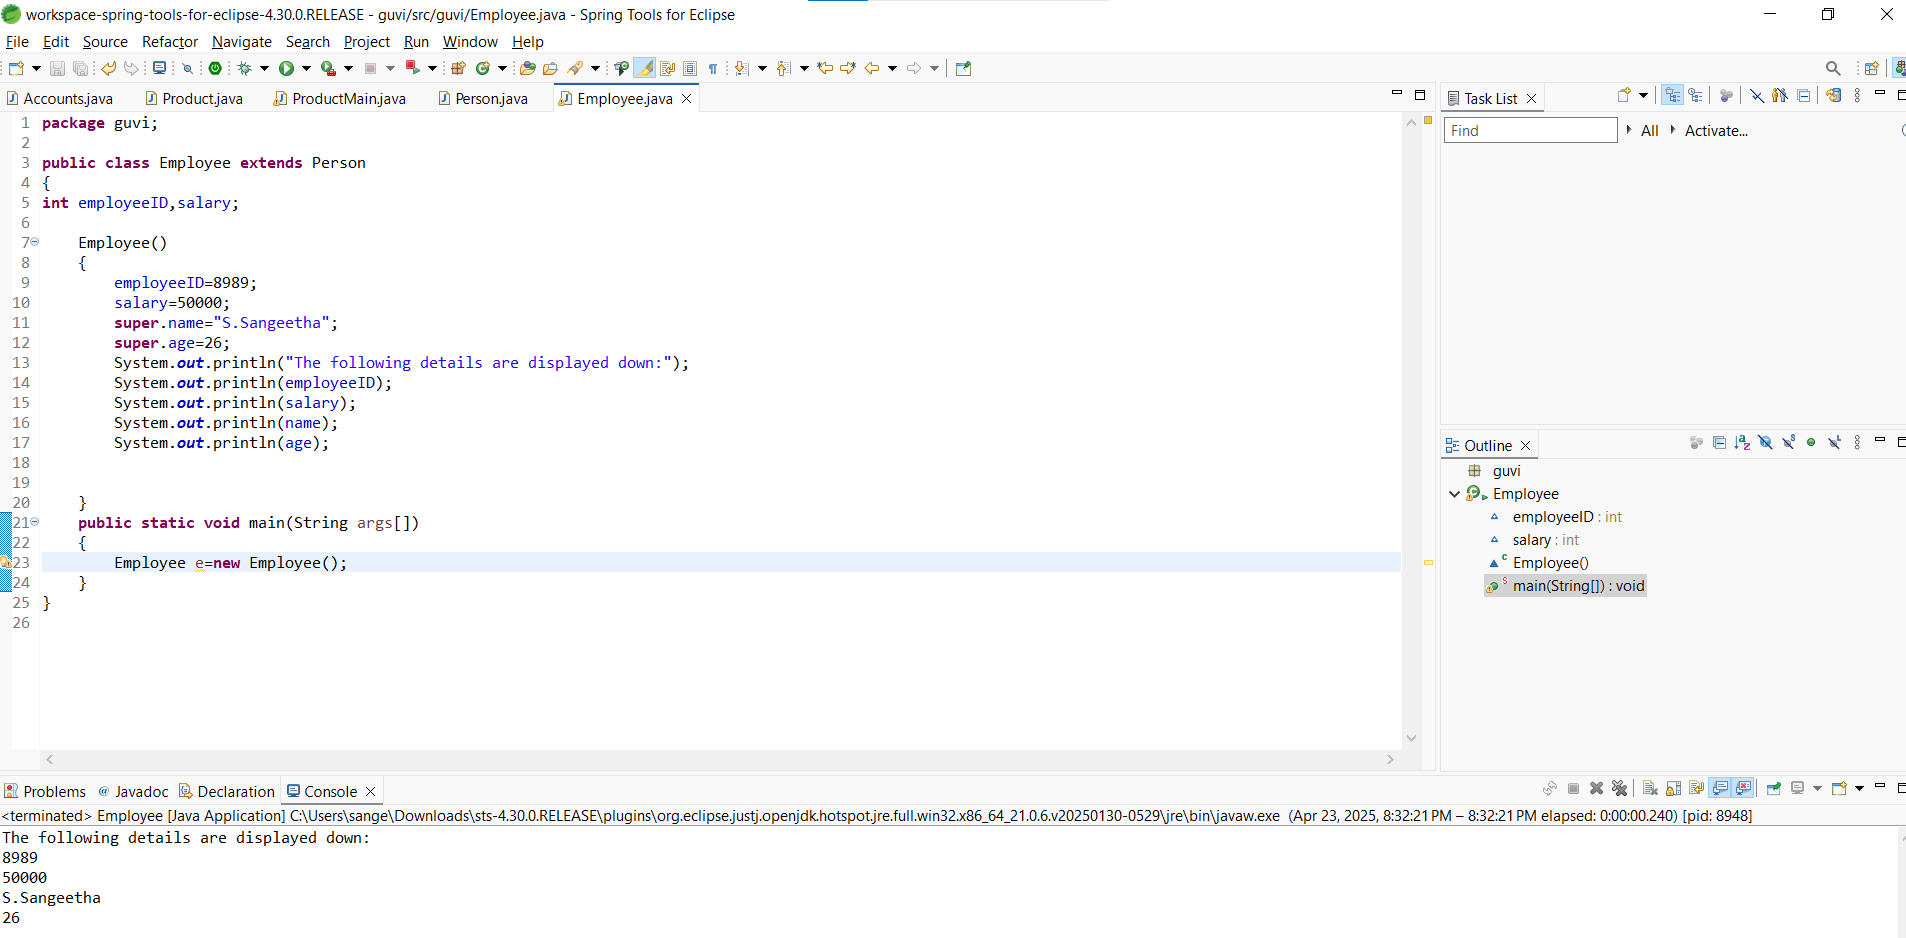 workspace-spring-tools-for-eclipse-4.30.0.RELEASE - guvi/src/guvi/Employee.java - Spring Tools for Eclipse
File Edit Source Refactor Navigate Search Project Run Window Help
Accounts.java Product.java ProductMain.java Person.java Employee.java
1 package guvi;
2
3 public class Employee extends Person
4 {
5 int employeeID,salary;
6
7 Employee()
8 {
9 employeeID=8989;
10 salary=50000;
11 super.name="S.Sangeetha";
12 super.age=26;
13 System.out.println("The following details are displayed down:");
14 System.out.println(employeeID);
15 System.out.println(salary);
16 System.out.println(name);
17 System.out.println(age);
18
19
20 }
21 public static void main(String args[])
22 {
23 Employee e=new Employee();
24 }
25 }
26
Task List
Find All Activate...
Outline
guvi
Employee
employeeID : int
salary : int
Employee()
main(String[]) : void
Problems @ Javadoc Declaration Console
<terminated> Employee [Java Application] C:\Users\sange\Downloads\sts-4.30.0.RELEASE\plugins\org.eclipse.justj.openjdk.hotspot.jre.full.win32.x86_64_21.0.6.v20250130-0529\jre\bin\javaw.exe (Apr 23, 2025, 8:32:21 PM – 8:32:21 PM elapsed: 0:00:00.240) [pid: 8948]
The following details are displayed down:
8989
50000
S.Sangeetha
26